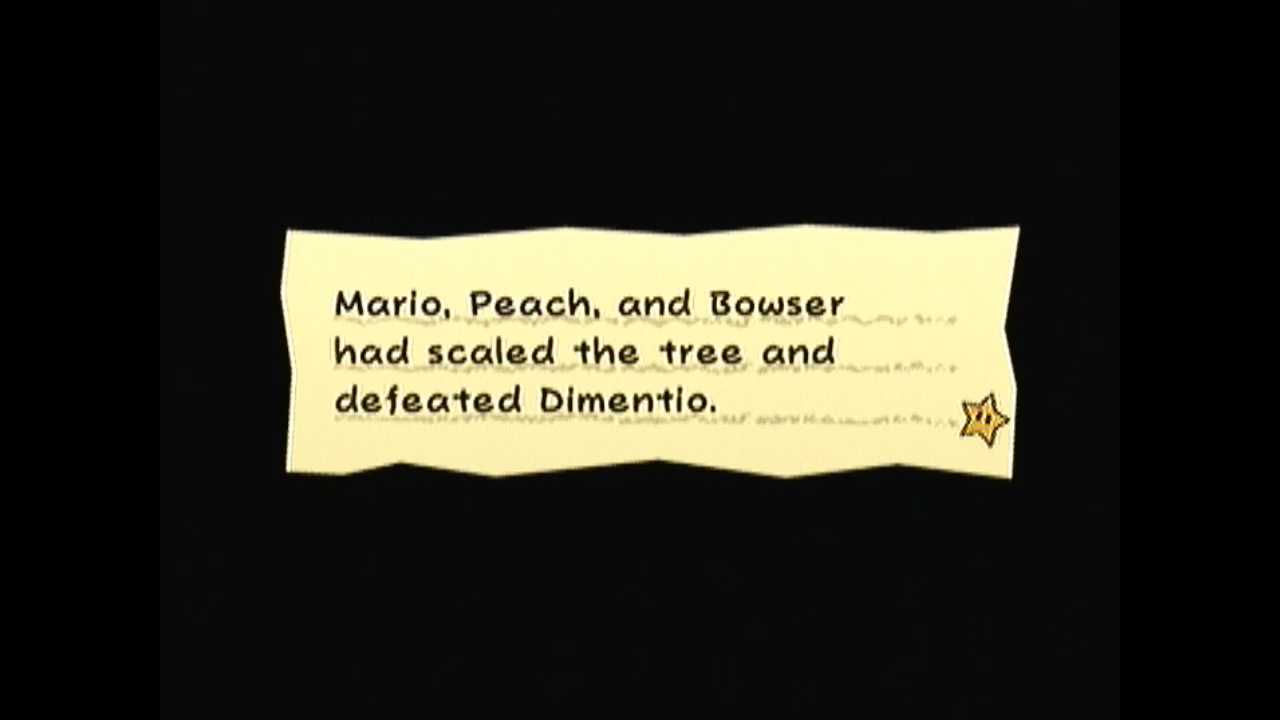 Mario, Peach, and Bowser
had scaled the tree and
defeated Dimentio.